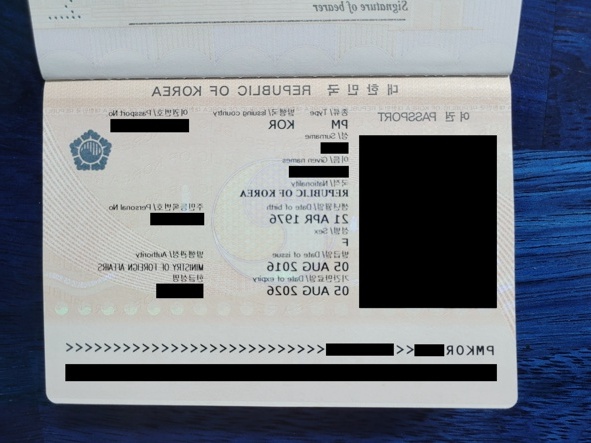 Signature of bearer
대한민국 REPUBLIC OF KOREA
여권 PASSPORT
종류/Type 발행국/Issuing country 여권번호/Passport No.
PM KOR
성/Surname
이름/Given names
국적/Nationality
REPUBLIC OF KOREA
생년월일/Date of birth 주민등록번호/Personal No.
21 APR 1976
성별/Sex
F
발급일/Date of issue 발행관청/Authority
05 AUG 2016 MINISTRY OF FOREIGN AFFAIRS
기간만료일/Date of expiry 한글성명
05 AUG 2026
PMKOR <<<<<<<<<<<<<<<<<<<<<<<<<<<<<<